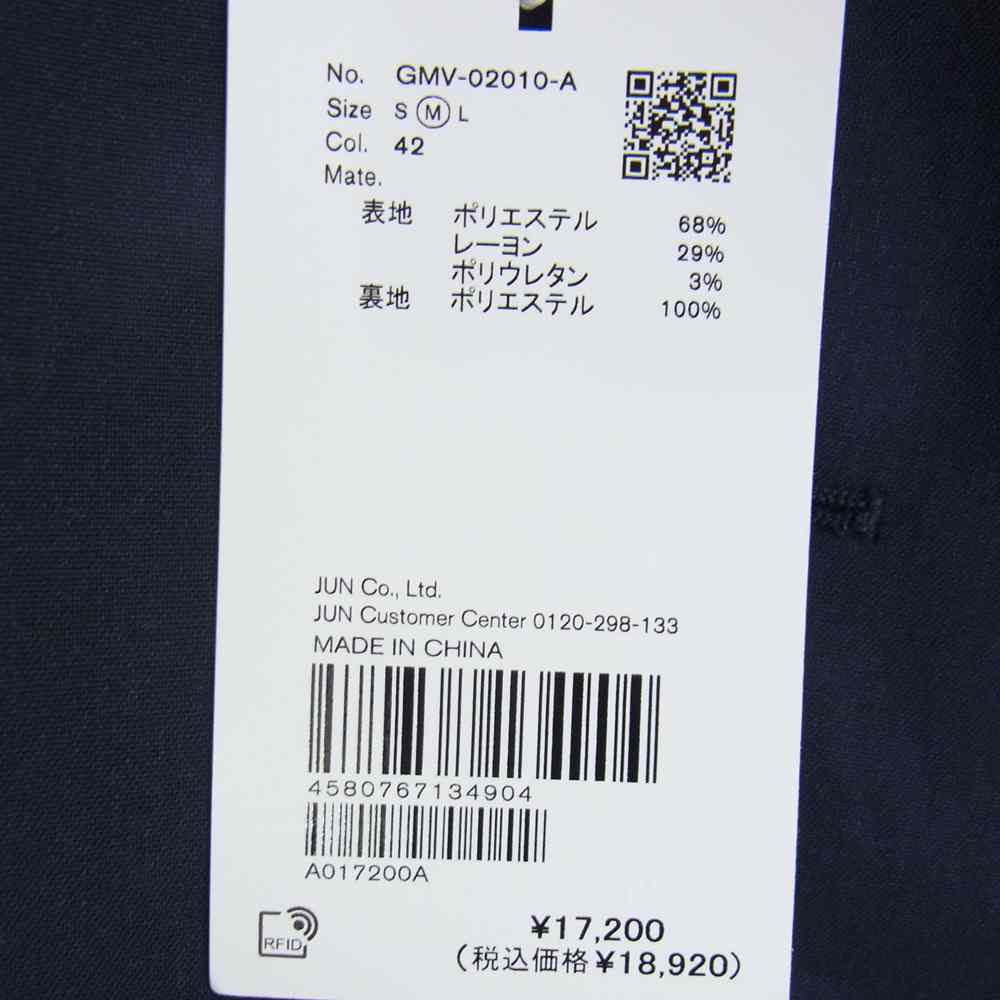 No. GMV-02010-A
Size S M L
Col. 42
Mate.
表地 ポリエステル 68%
レーヨン 29%
ポリウレタン 3%
裏地 ポリエステル 100%
JUN Co., Ltd.
JUN Customer Center 0120-298-133
MADE IN CHINA
4580767134904
A017200A
RFID
¥17,200
(税込価格¥18,920)